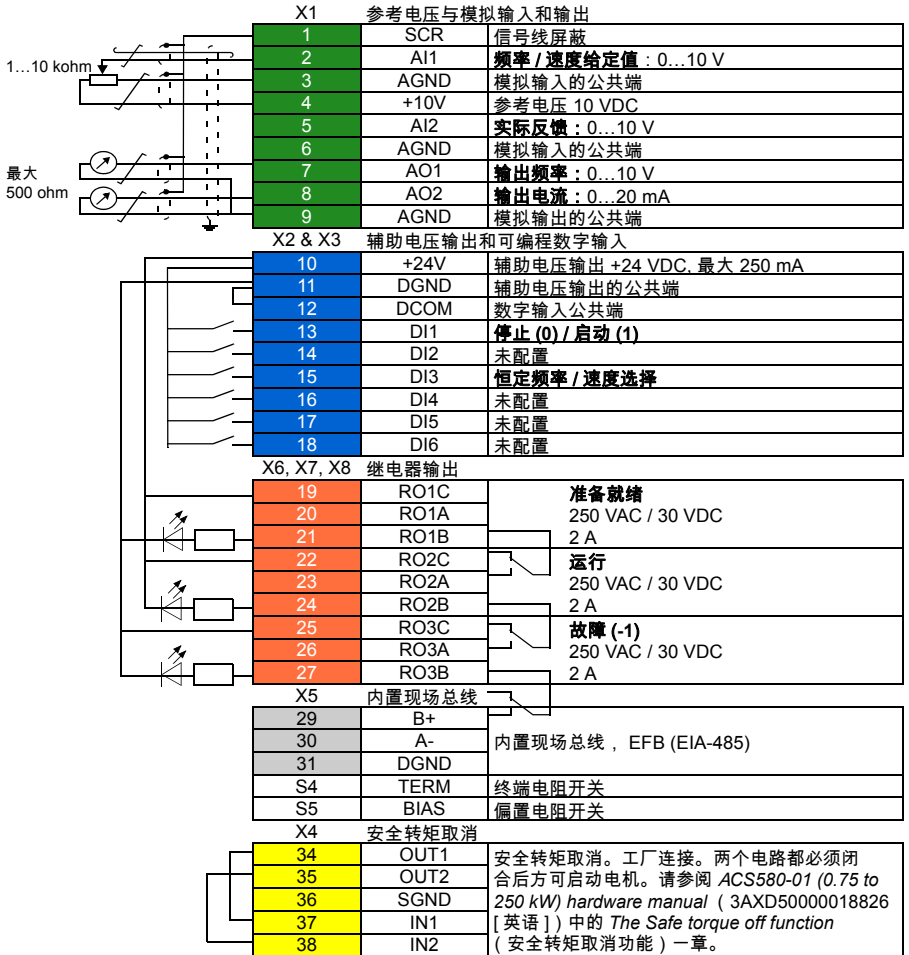 X1 参考电压与模拟输入和输出
1 SCR 信号线屏蔽
2 AI1 频率 / 速度给定值：0…10 V
1…10 kohm
3 AGND 模拟输入的公共端
4 +10V 参考电压 10 VDC
5 AI2 实际反馈：0…10 V
6 AGND 模拟输入的公共端
最大
500 ohm
7 AO1 输出频率：0…10 V
8 AO2 输出电流：0…20 mA
9 AGND 模拟输出的公共端
X2 & X3 辅助电压输出和可编程数字输入
10 +24V 辅助电压输出 +24 VDC, 最大 250 mA
11 DGND 辅助电压输出的公共端
12 DCOM 数字输入公共端
13 DI1 停止 (0) / 启动 (1)
14 DI2 未配置
15 DI3 恒定频率 / 速度选择
16 DI4 未配置
17 DI5 未配置
18 DI6 未配置
X6, X7, X8 继电器输出
19 RO1C 准备就绪
20 RO1A 250 VAC / 30 VDC
21 RO1B 2 A
22 RO2C 运行
23 RO2A 250 VAC / 30 VDC
24 RO2B 2 A
25 RO3C 故障 (-1)
26 RO3A 250 VAC / 30 VDC
27 RO3B 2 A
X5 内置现场总线
29 B+
30 A- 内置现场总线， EFB (EIA-485)
31 DGND
S4 TERM 终端电阻开关
S5 BIAS 偏置电阻开关
X4 安全转矩取消
34 OUT1
35 OUT2
36 SGND
37 IN1
38 IN2
安全转矩取消。工厂连接。两个电路都必须闭
合后方可启动电机。请参阅 ACS580-01 (0.75 to
250 kW) hardware manual （3AXD50000018826
[ 英语 ]）中的 The Safe torque off function
（安全转矩取消功能）一章。